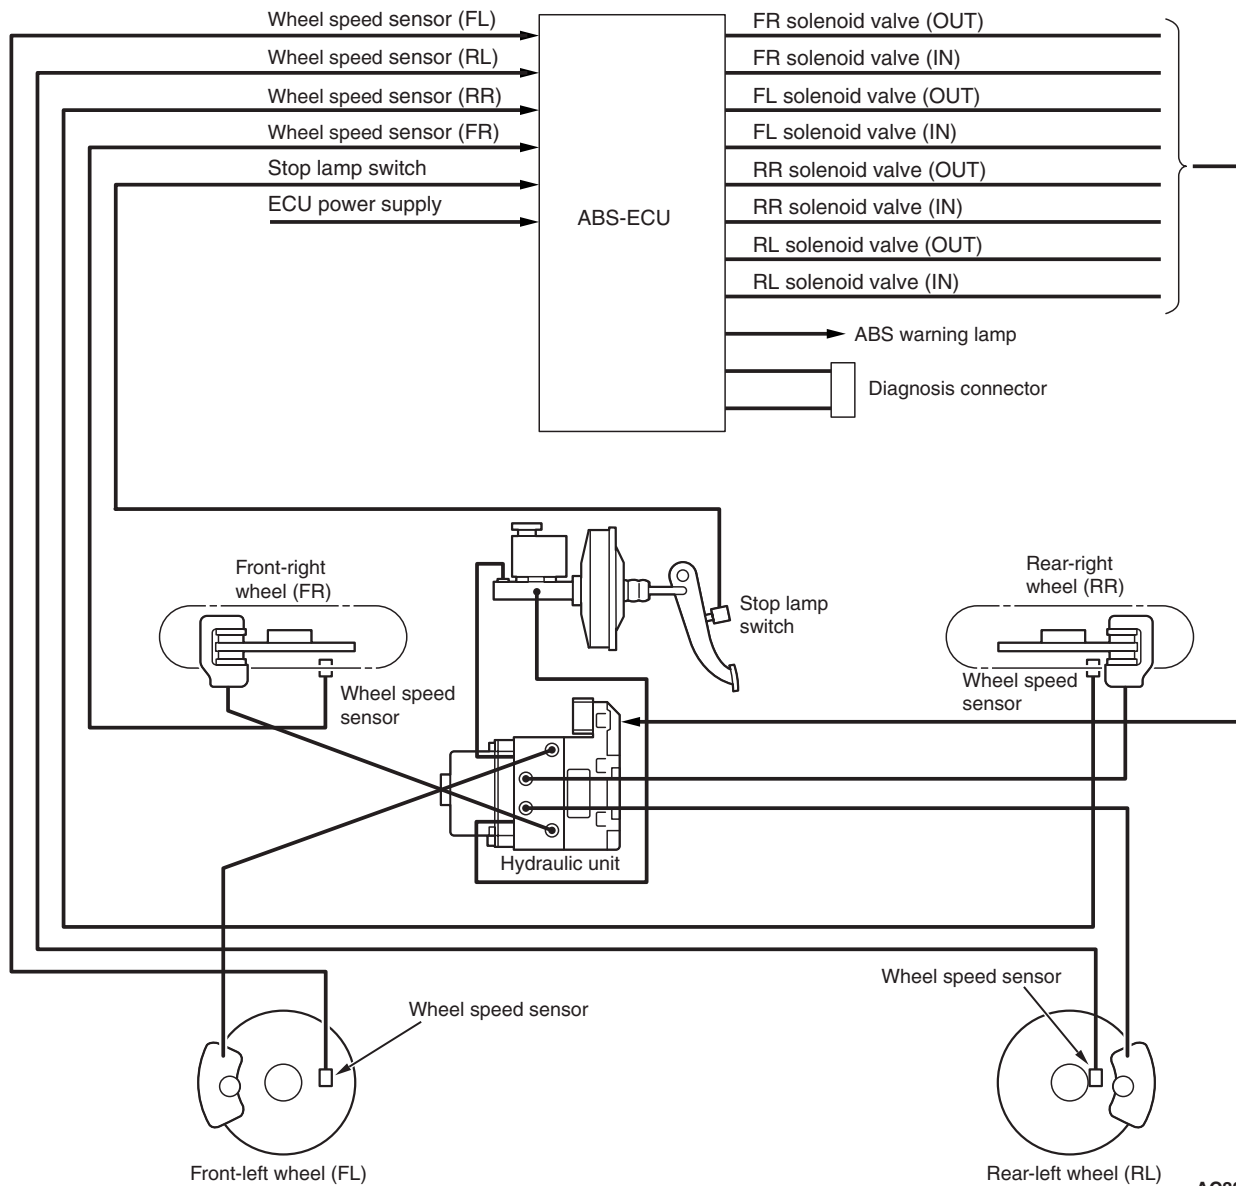 Wheel speed sensor (FL)
Wheel speed sensor (RL)
Wheel speed sensor (RR)
Wheel speed sensor (FR)
Stop lamp switch
ECU power supply
ABS-ECU
FR solenoid valve (OUT)
FR solenoid valve (IN)
FL solenoid valve (OUT)
FL solenoid valve (IN)
RR solenoid valve (OUT)
RR solenoid valve (IN)
RL solenoid valve (OUT)
RL solenoid valve (IN)
ABS warning lamp
Diagnosis connector
Front-right
wheel (FR)
Wheel speed
sensor
Stop lamp
switch
Rear-right
wheel (RR)
Wheel speed
sensor
Hydraulic unit
Wheel speed sensor
Front-left wheel (FL)
Wheel speed sensor
Rear-left wheel (RL)